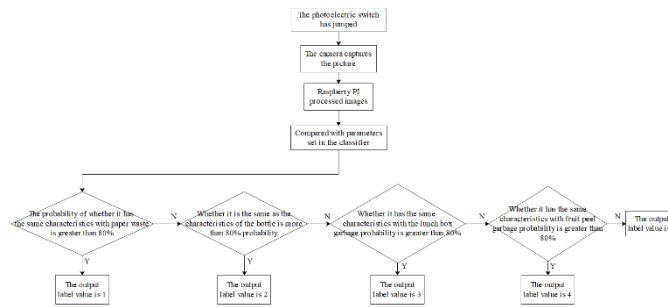 The photoelectric switch
has jumped
The camera captures
the picture
Raspberry PI
processed images
Compared with parameters
set in the classifier
The probability of whether it has
the same characteristics with paper waste
is greater than 80%
N
Whether it is the same as the
characteristics of the bottle is more
than 80% probability
N
Whether it has the same
characteristics with the lunch box
garbage probability is greater than 80%
N
Whether it has the same
characteristics with fruit peel
garbage probability is greater than
80%
N
The output
label value is
Y
Y
Y
Y
The output
label value is 1
The output
label value is 2
The output
label value is 3
The output
label value is 4